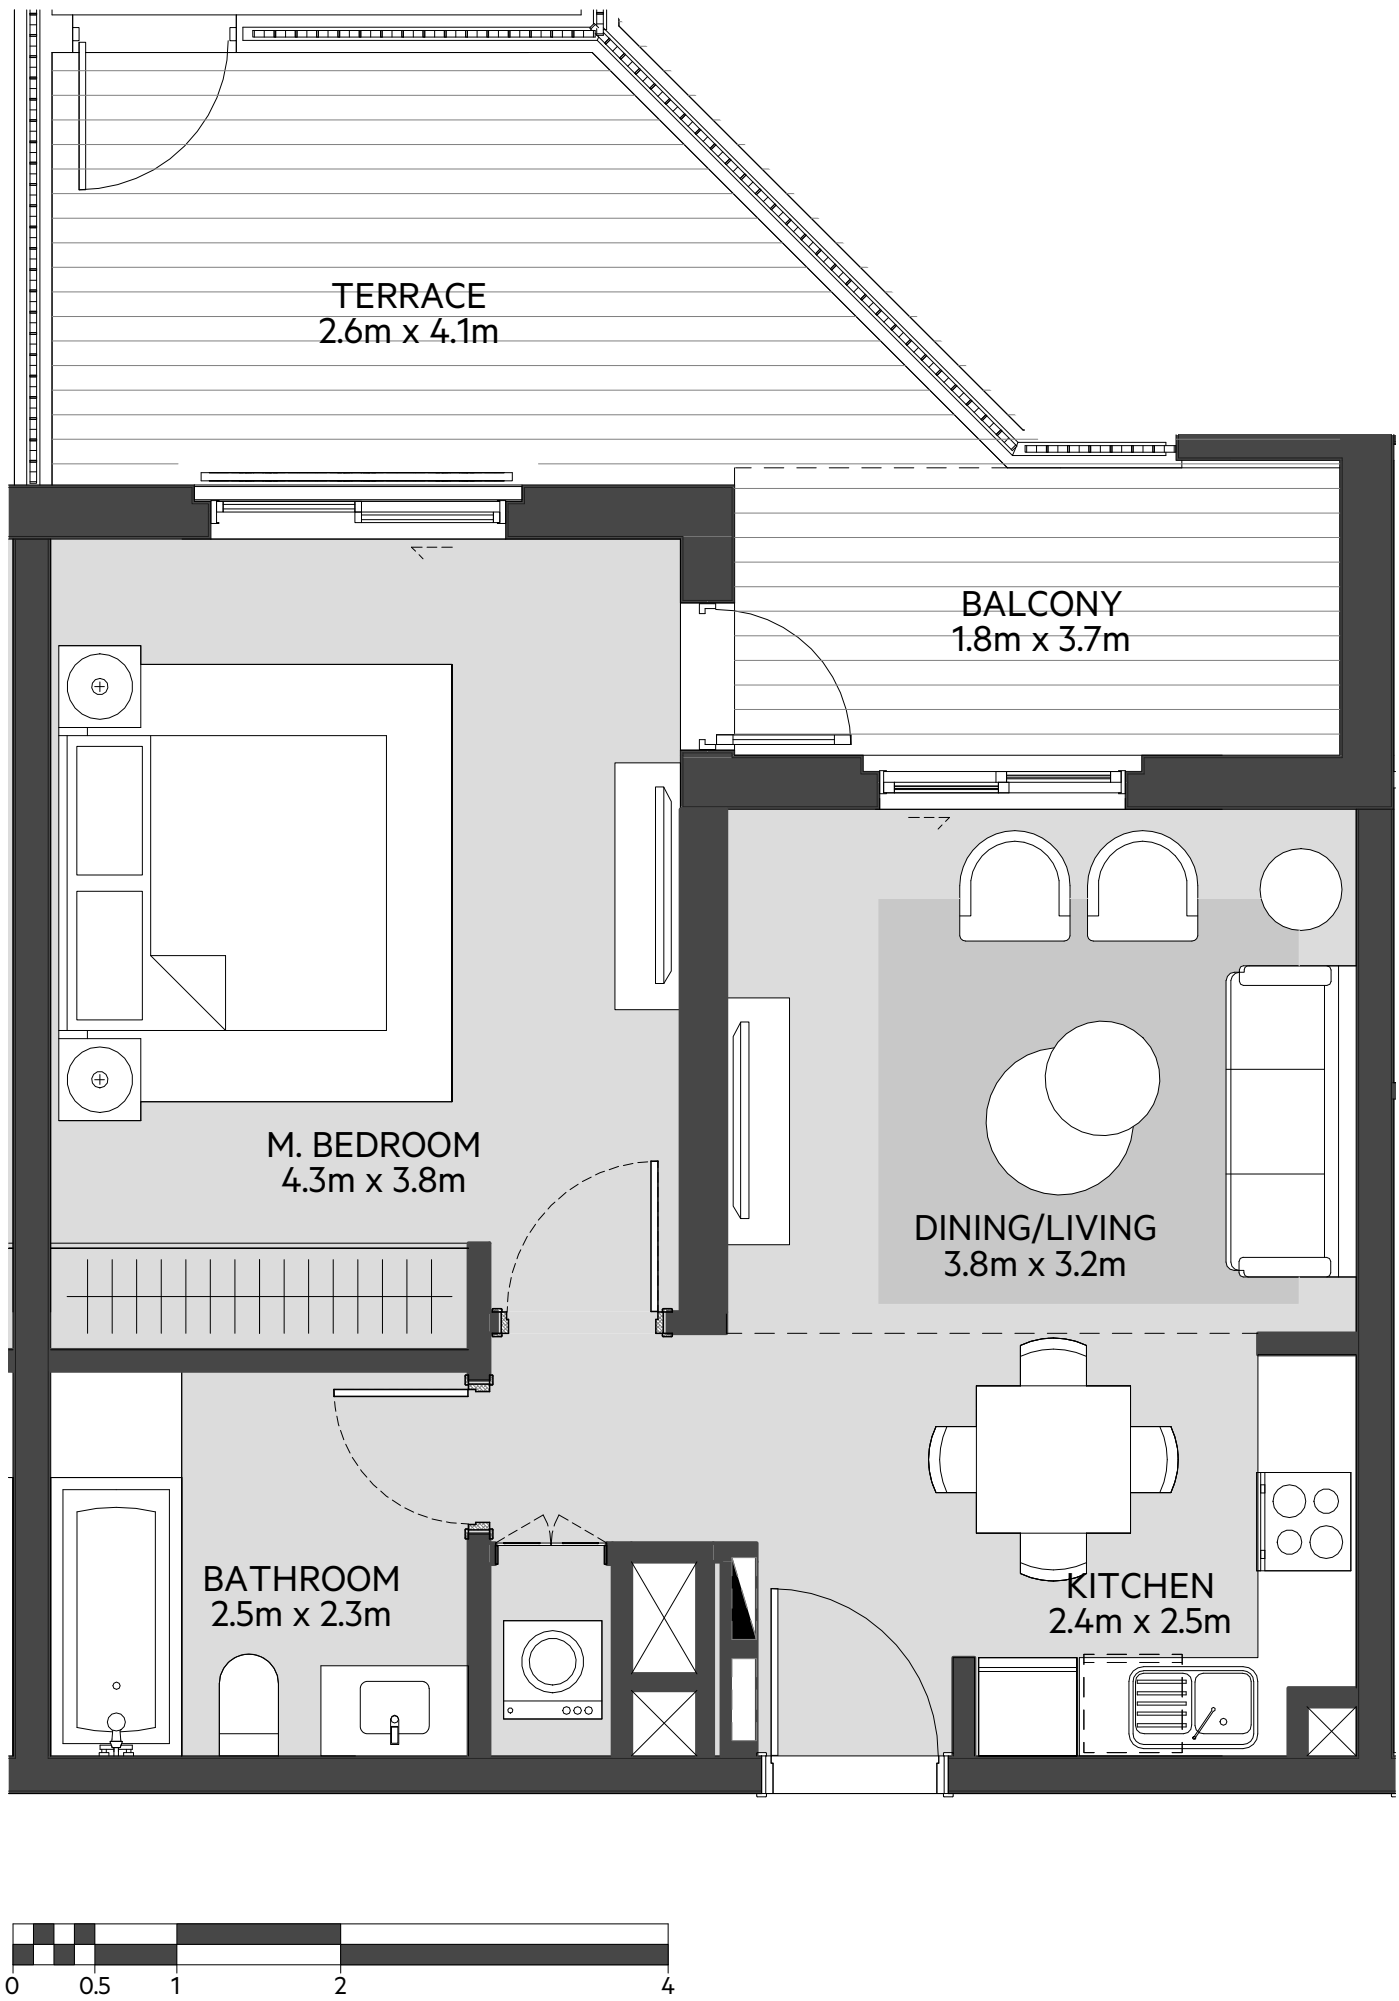 TERRACE
2.6m x 4.1m
BALCONY
1.8m x 3.7m
M. BEDROOM
4.3m x 3.8m
DINING/LIVING
3.8m x 3.2m
BATHROOM
2.5m x 2.3m
KITCHEN
2.4m x 2.5m
0 0.5 1 2 4